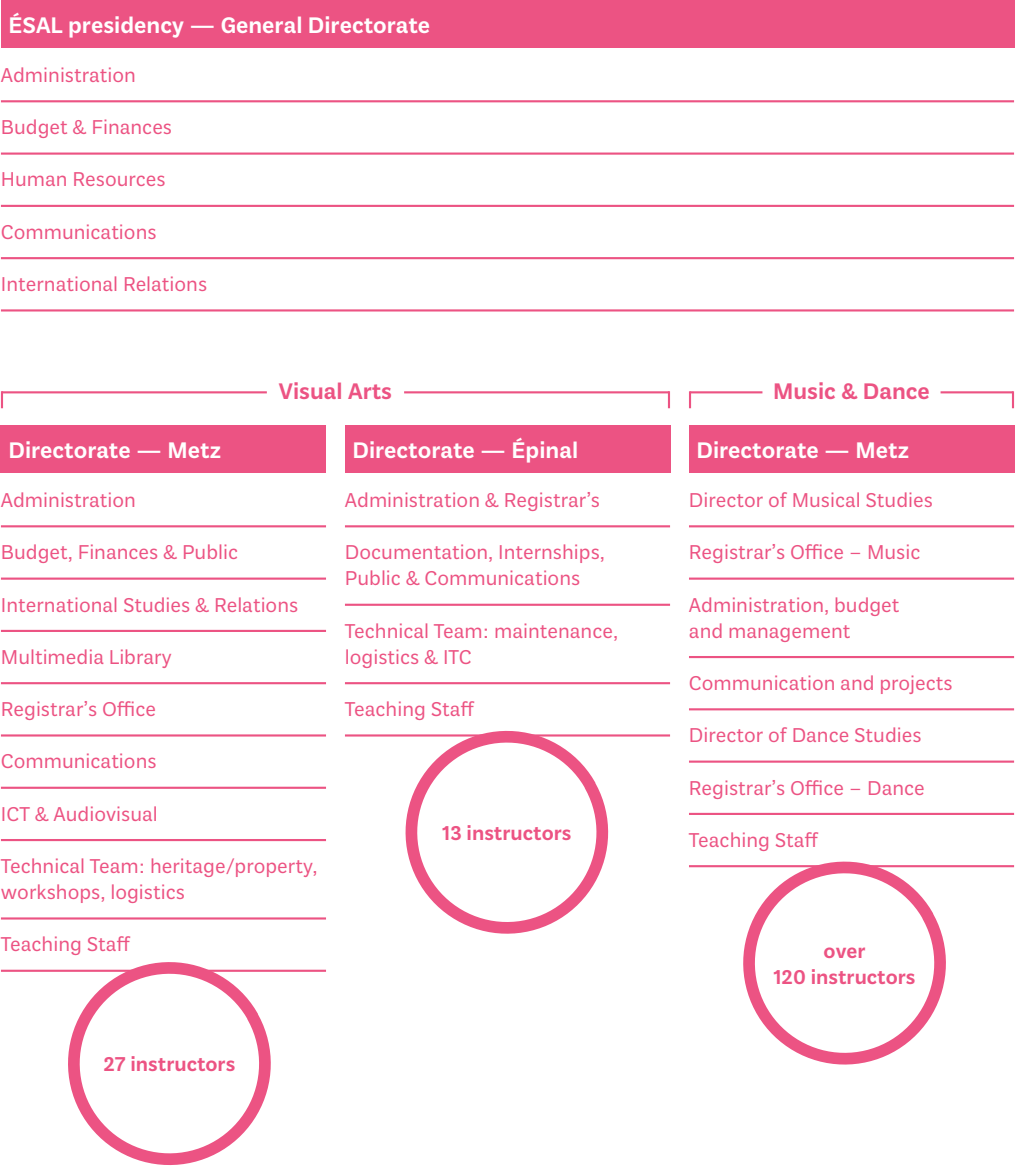 ÉSAL presidency — General Directorate
Administration
Budget & Finances
Human Resources
Communications
International Relations
Visual Arts
Directorate — Metz
Administration
Budget, Finances & Public
International Studies & Relations
Multimedia Library
Registrar’s Office
Communications
ICT & Audiovisual
Technical Team: heritage/property,
workshops, logistics
Teaching Staff
27 instructors
Directorate — Épinal
Administration & Registrar’s
Documentation, Internships,
Public & Communications
Technical Team: maintenance,
logistics & ITC
Teaching Staff
13 instructors
Music & Dance
Directorate — Metz
Director of Musical Studies
Registrar’s Office – Music
Administration, budget
and management
Communication and projects
Director of Dance Studies
Registrar’s Office – Dance
Teaching Staff
over
120 instructors